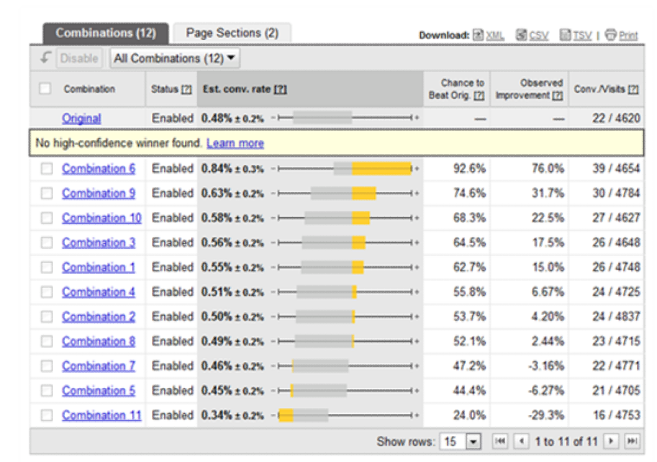 Combinations (12) Page Sections (2) Download: XML CSV TSV | Print
Disable All Combinations (12)
Combination Status [?] Est. conv. rate [?] Chance to Beat Orig. [?] Observed Improvement [?] Conv./Visits [?]
Original Enabled 0.48% ± 0.2% - + — — 22 / 4620
No high-confidence winner found. Learn more
Combination 6 Enabled 0.84% ± 0.3% - + 92.6% 76.0% 39 / 4654
Combination 9 Enabled 0.63% ± 0.2% - + 74.6% 31.7% 30 / 4784
Combination 10 Enabled 0.58% ± 0.2% - + 68.3% 22.5% 27 / 4627
Combination 3 Enabled 0.56% ± 0.2% - + 64.5% 17.5% 26 / 4648
Combination 1 Enabled 0.55% ± 0.2% - + 62.7% 15.0% 26 / 4748
Combination 4 Enabled 0.51% ± 0.2% - + 55.8% 6.67% 24 / 4725
Combination 2 Enabled 0.50% ± 0.2% - + 53.7% 4.20% 24 / 4837
Combination 8 Enabled 0.49% ± 0.2% - + 52.1% 2.44% 23 / 4715
Combination 7 Enabled 0.46% ± 0.2% - + 47.2% -3.16% 22 / 4771
Combination 5 Enabled 0.45% ± 0.2% - + 44.4% -6.27% 21 / 4705
Combination 11 Enabled 0.34% ± 0.2% - + 24.0% -29.3% 16 / 4753
Show rows: 15 1 to 11 of 11